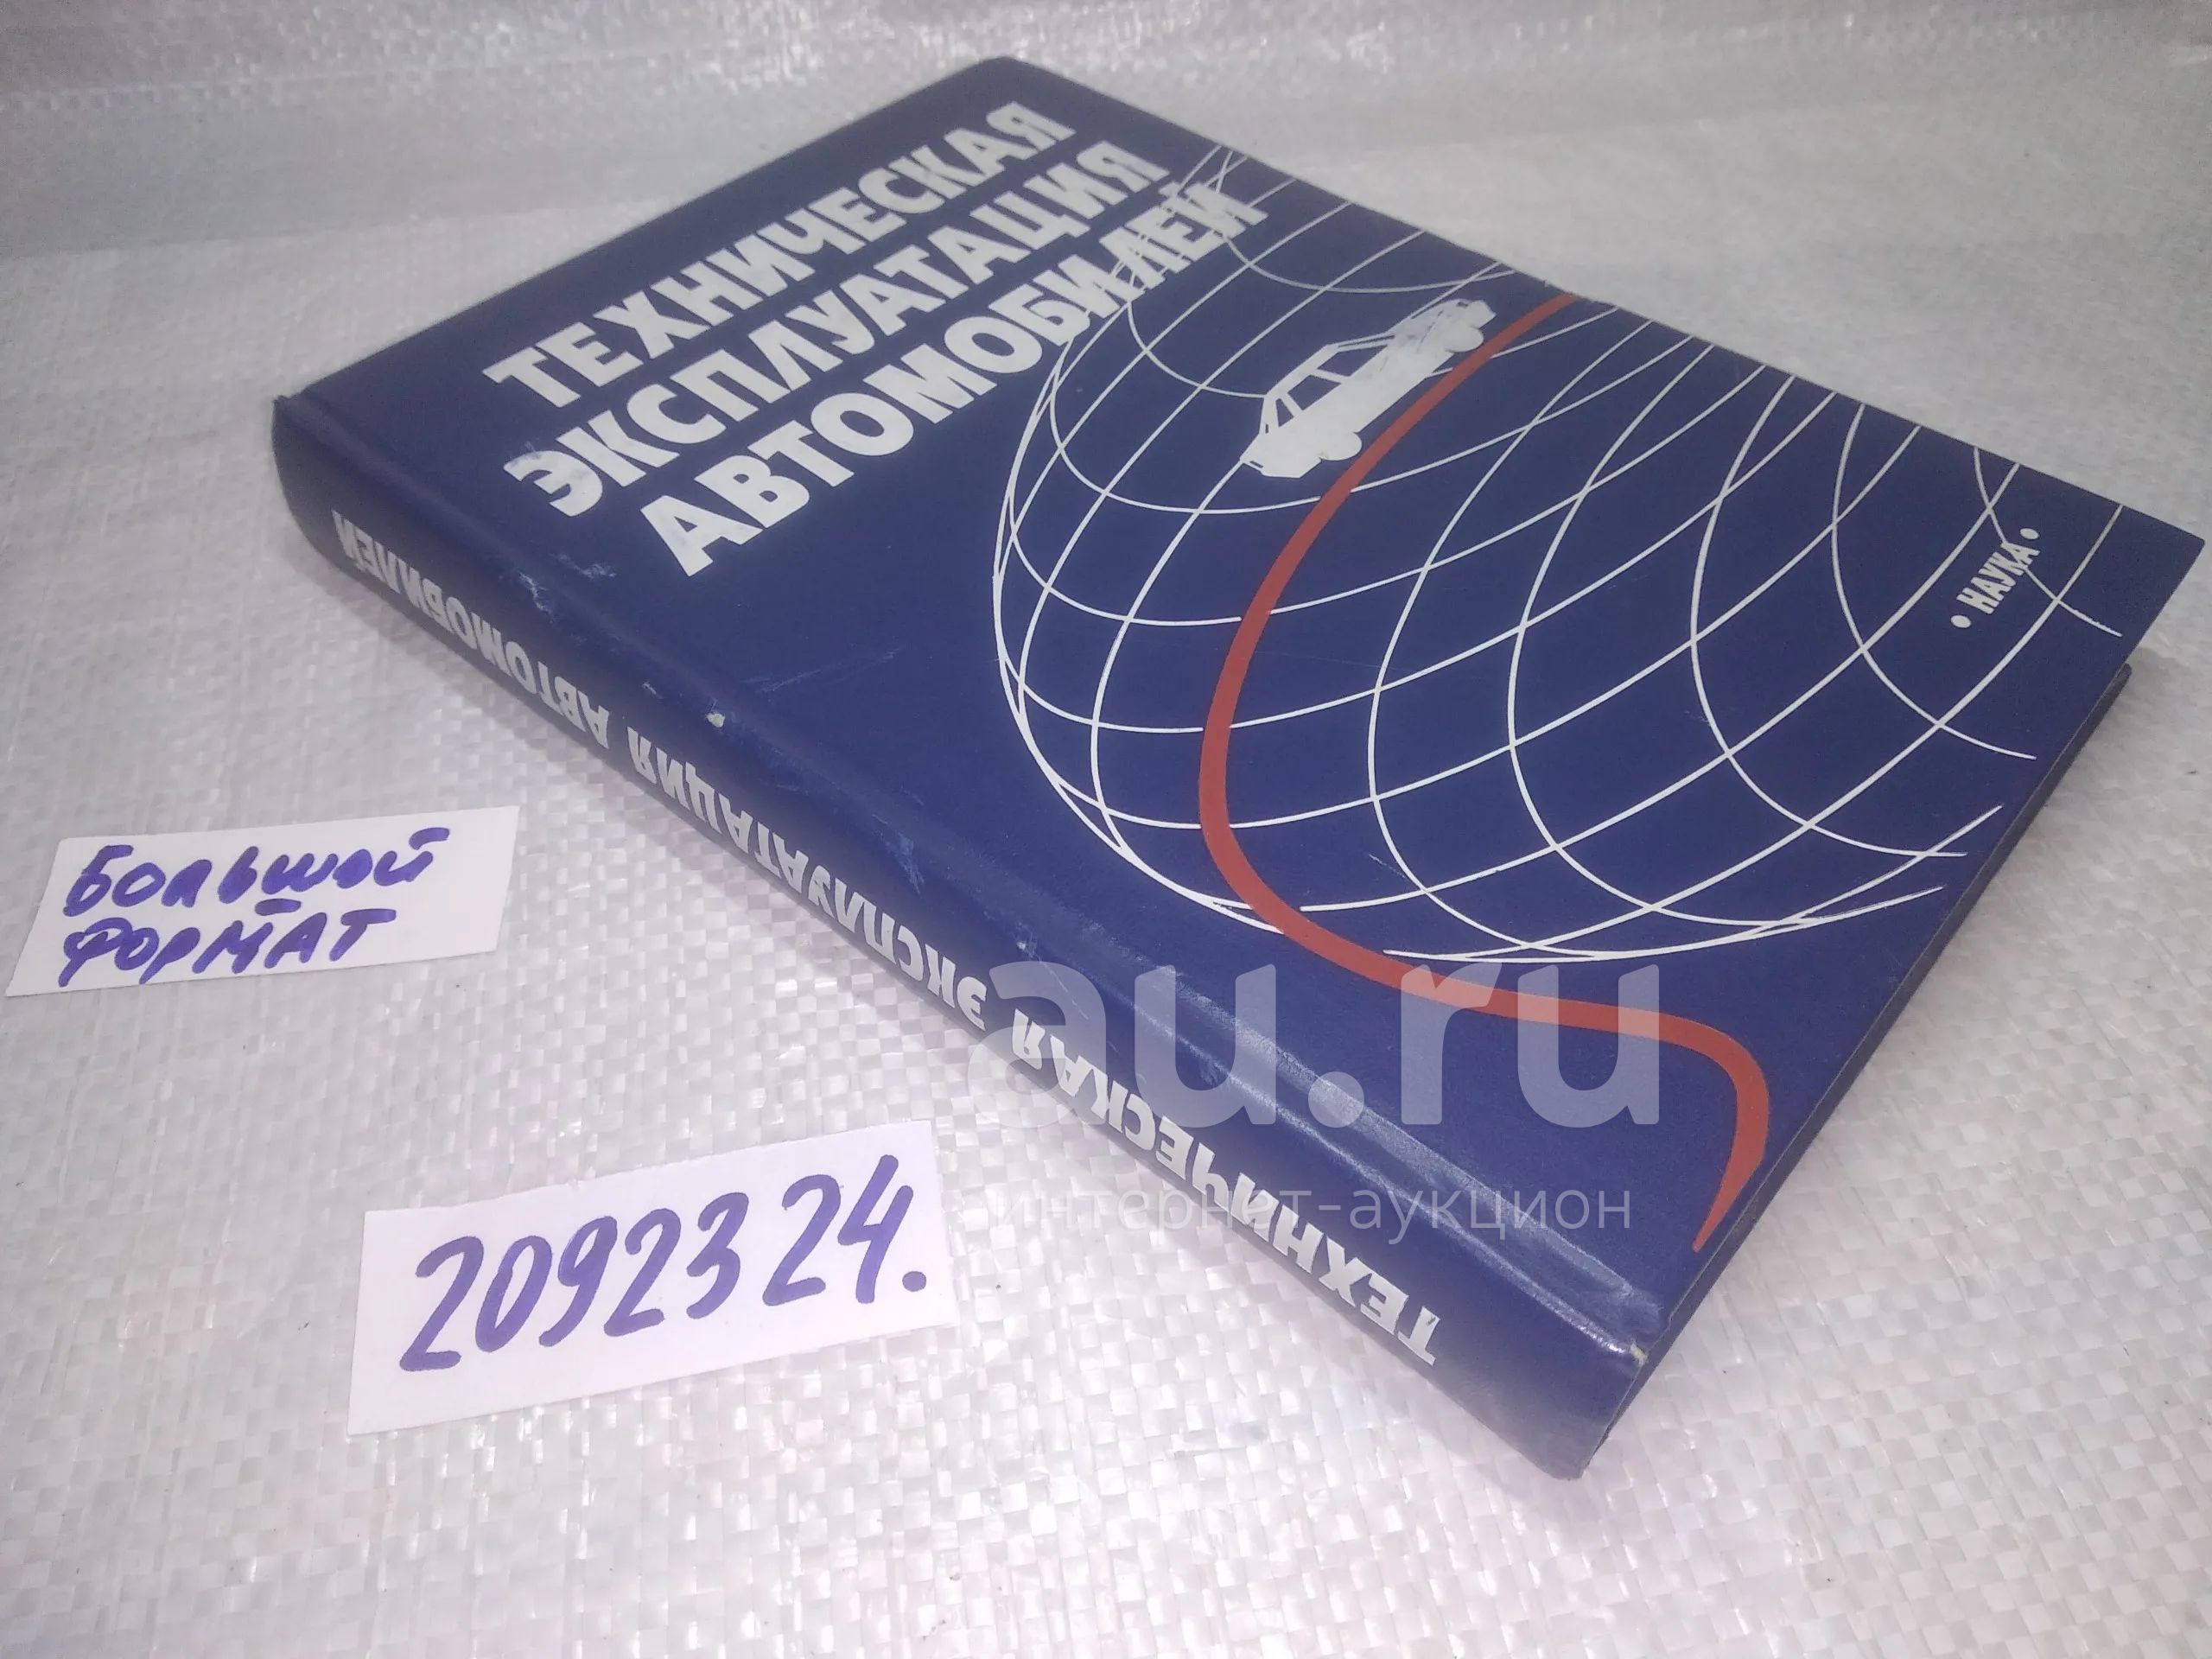 ТЕХНИЧЕСКАЯ
ЭКСПЛУАТАЦИЯ
АВТОМОБИЛЕЙ
• НАУКА •
ТЕХНИЧЕСКАЯ ЭКСПЛУАТАЦИЯ АВТОМОБИЛЕЙ
БОЛЬШОЙ
ФОРМАТ
2092324.
au.ru
интернет-аукцион